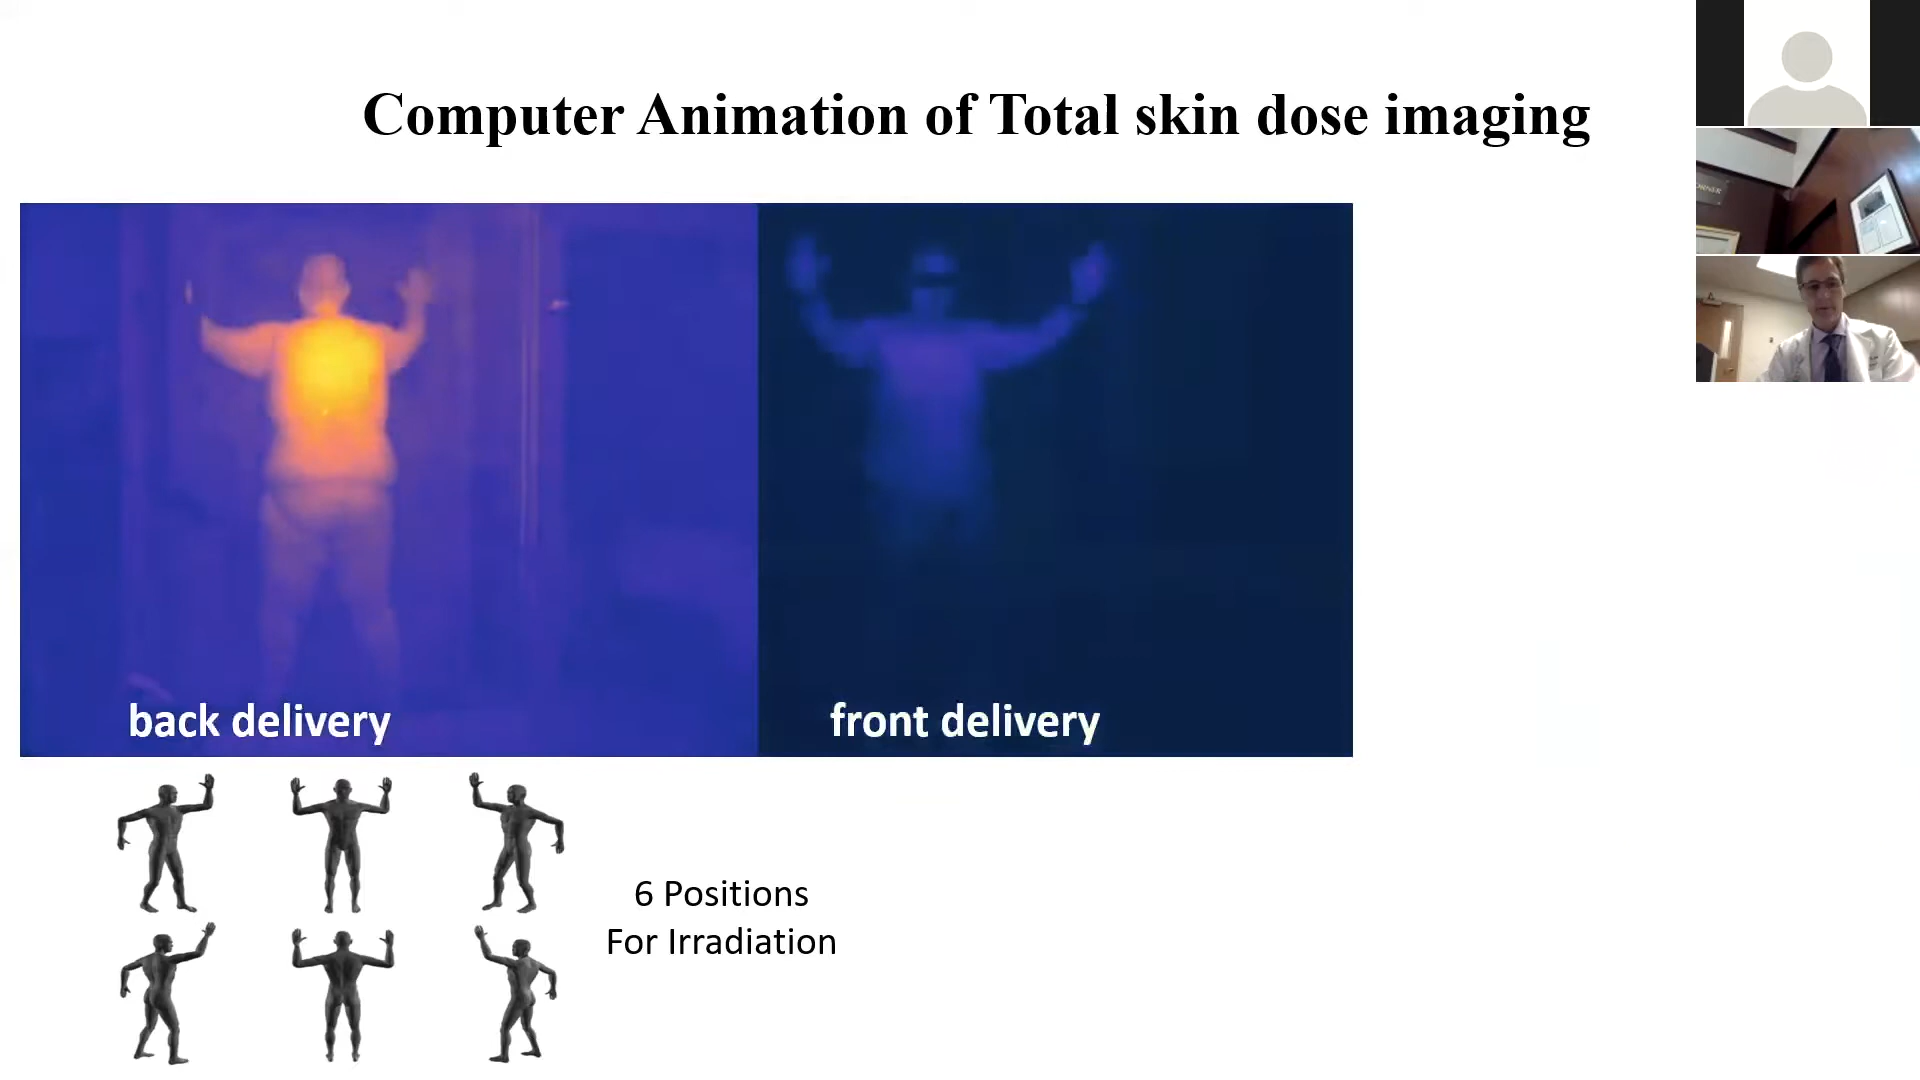 Computer Animation of Total skin dose imaging
back delivery
front delivery
6 Positions
For Irradiation